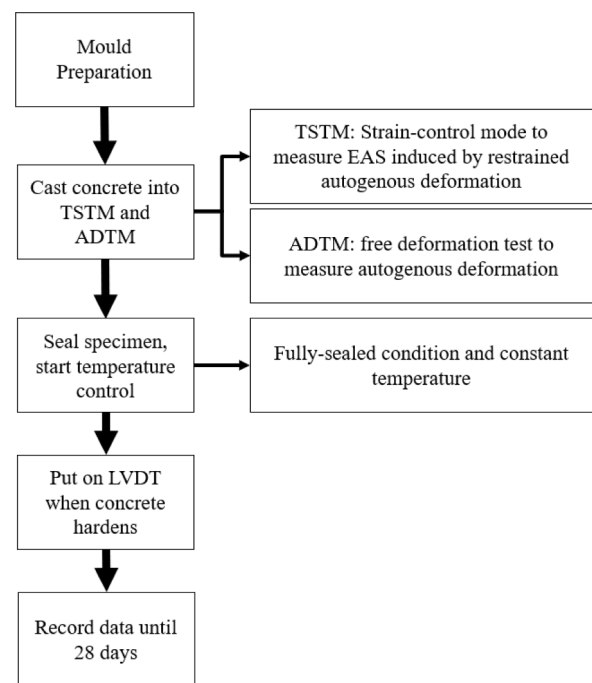 Mould
Preparation
Cast concrete into
TSTM and
ADTM
TSTM: Strain-control mode to
measure EAS induced by restrained
autogenous deformation
ADTM: free deformation test to
measure autogenous deformation
Seal specimen,
start temperature
control
Fully-sealed condition and constant
temperature
Put on LVDT
when concrete
hardens
Record data until
28 days